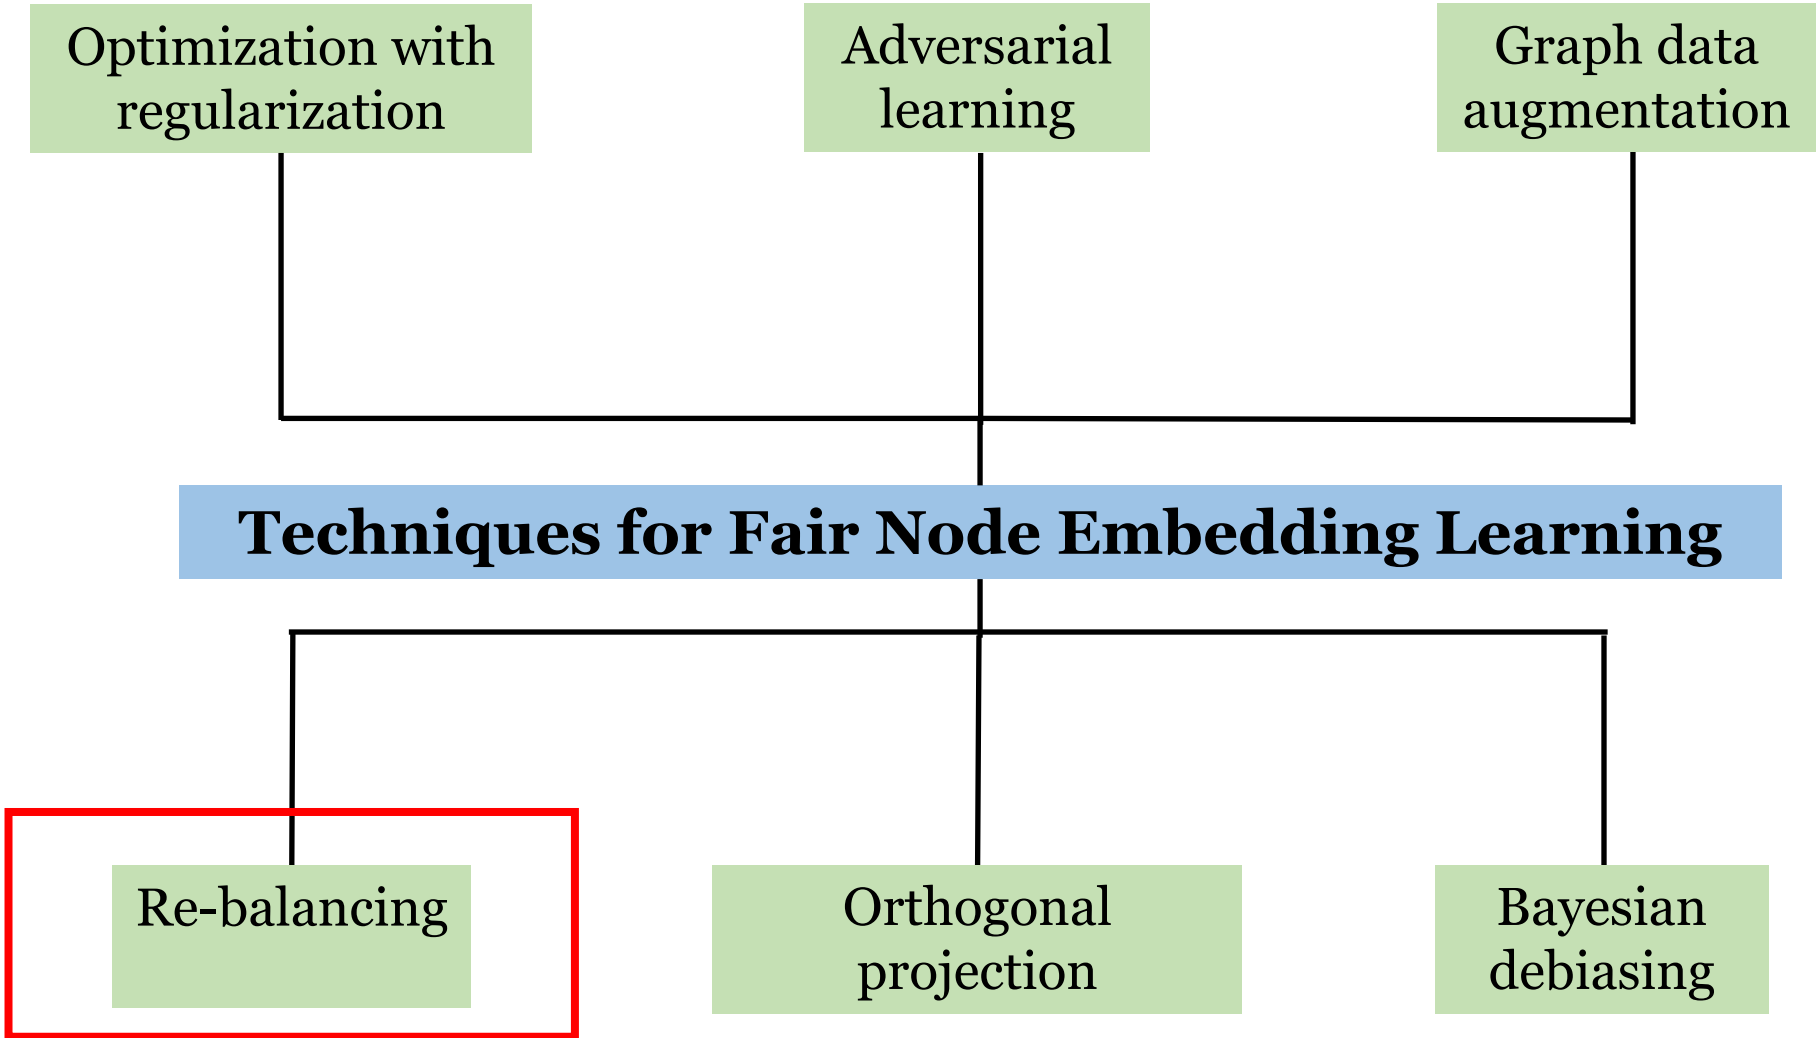 Optimization with
regularization
Adversarial
learning
Graph data
augmentation
Techniques for Fair Node Embedding Learning
Re-balancing
Orthogonal
projection
Bayesian
debiasing